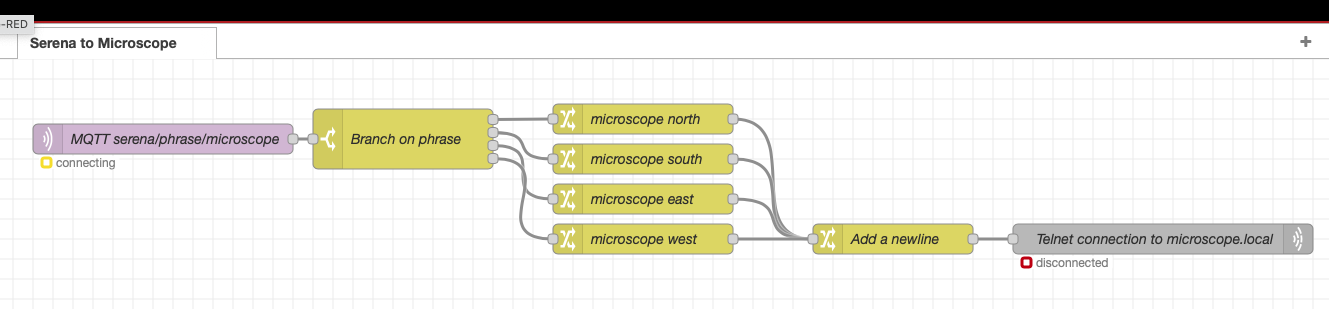 -RED
Serena to Microscope
+
microscope north
MQTT serena/phrase/microscope
Branch on phrase
connecting
microscope south
microscope east
microscope west
Add a newline
Telnet connection to microscope.local
disconnected